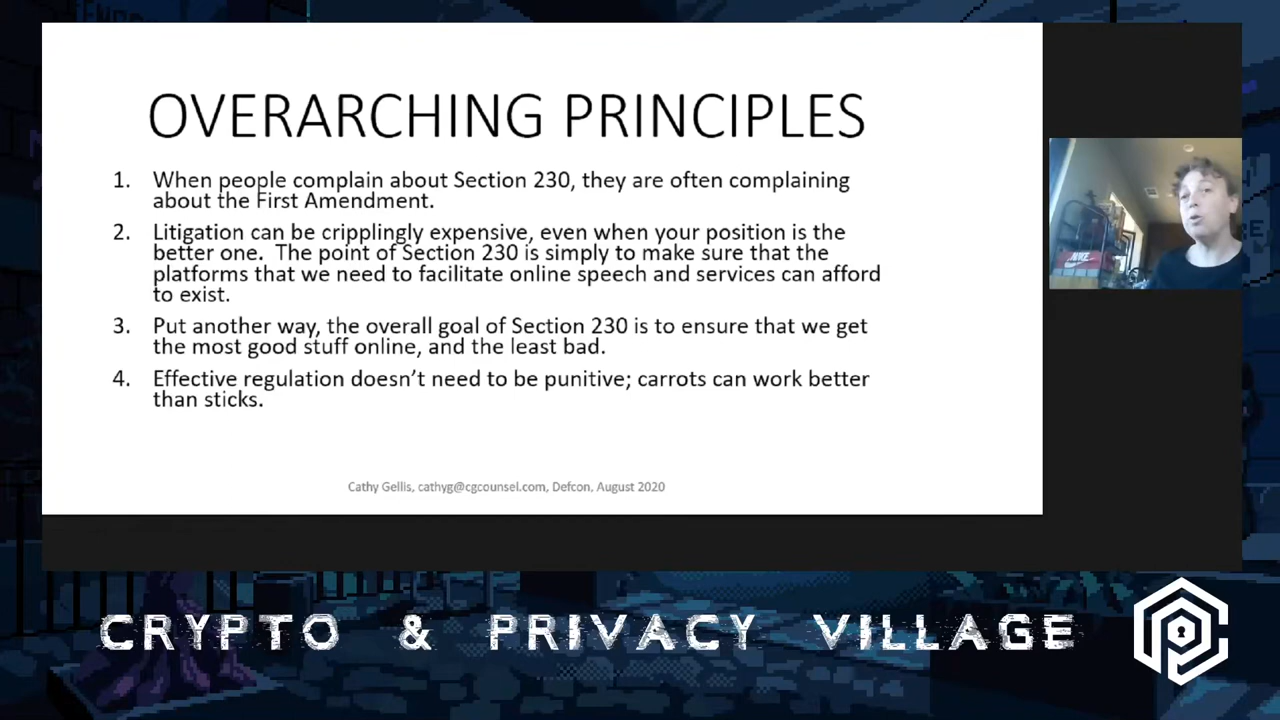 OVERARCHING PRINCIPLES
1. When people complain about Section 230, they are often complaining
about the First Amendment.
2. Litigation can be cripplingly expensive, even when your position is the
better one.  The point of Section 230 is simply to make sure that the
platforms that we need to facilitate online speech and services can afford
to exist.
3. Put another way, the overall goal of Section 230 is to ensure that we get
the most good stuff online, and the least bad.
4. Effective regulation doesn’t need to be punitive; carrots can work better
than sticks.
Cathy Gellis, cathyg@cgcounsel.com, Defcon, August 2020
NIKE
CRYPTO & PRIVACY VILLAGE